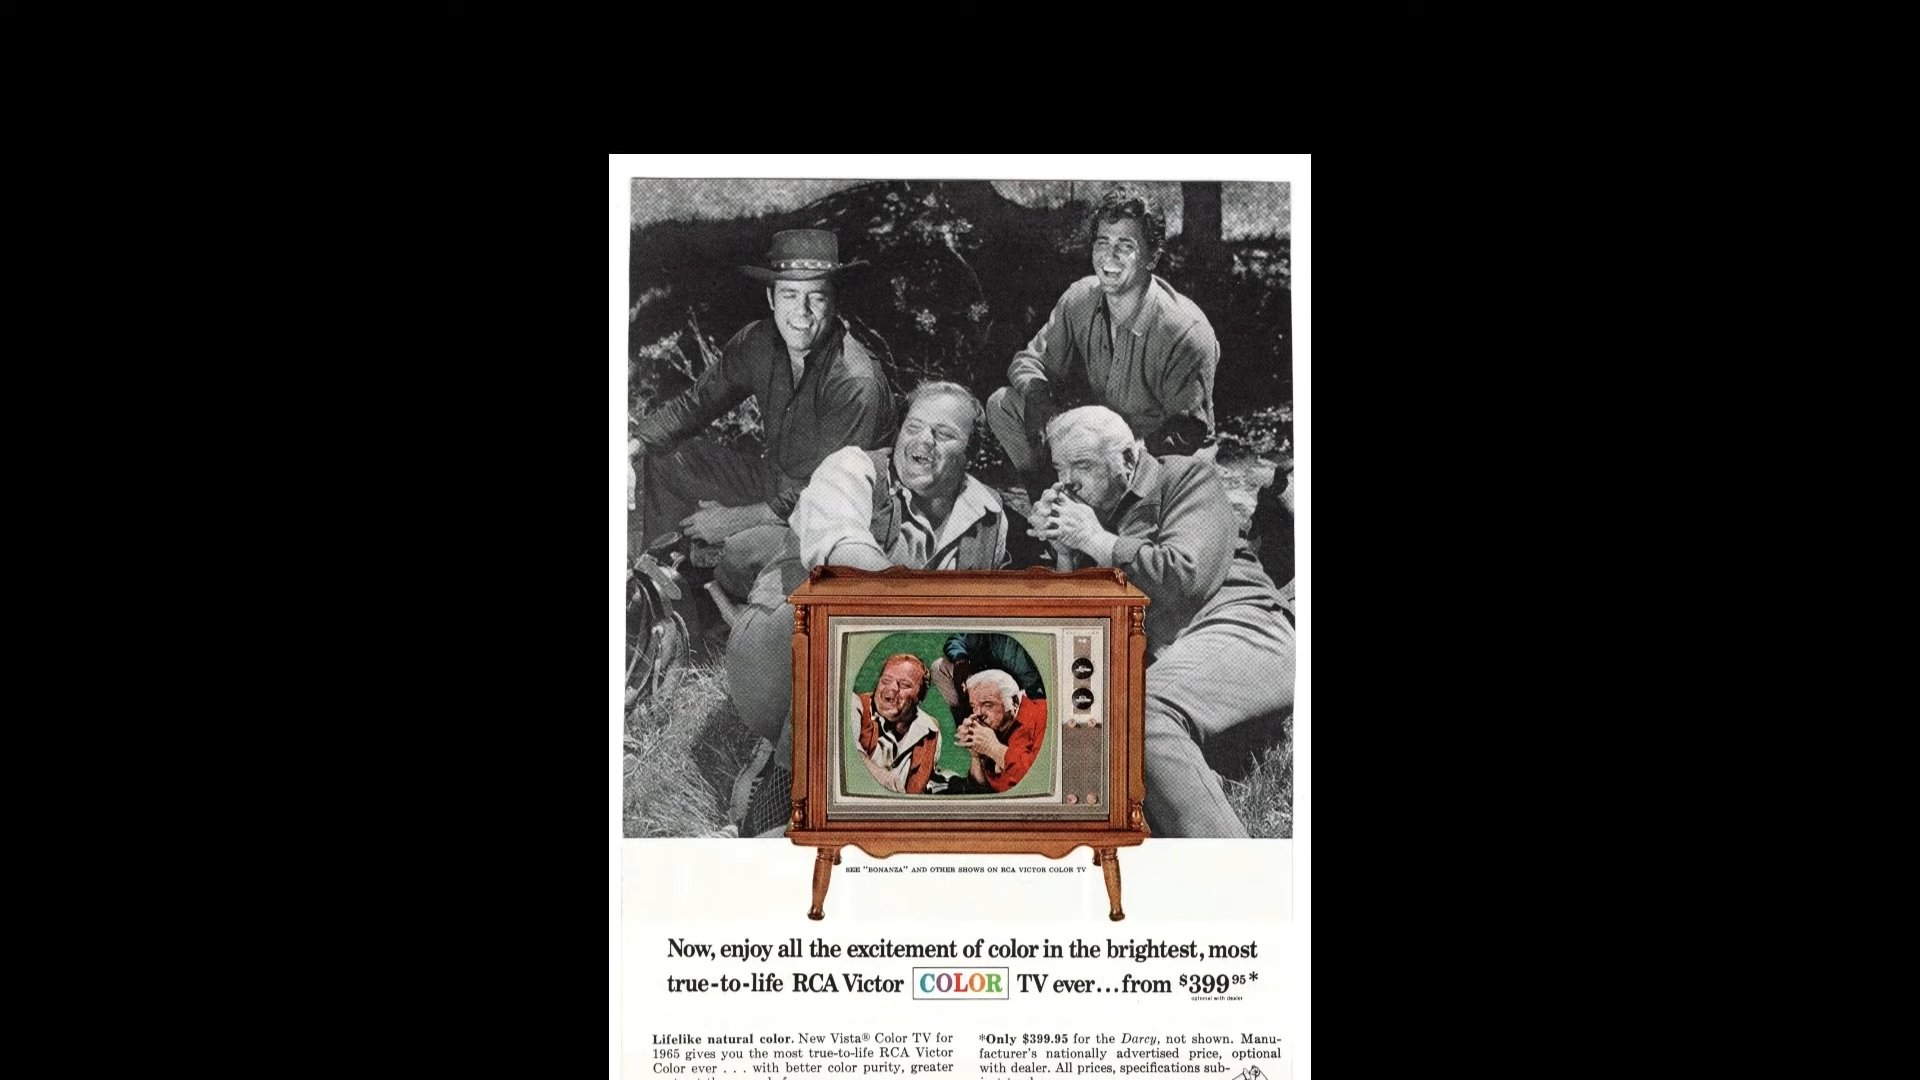 SEE "BONANZA" AND OTHER SHOWS ON RCA VICTOR COLOR TV
Now, enjoy all the excitement of color in the brightest, most
true-to-life RCA Victor COLOR TV ever...from $399 95*
optional with dealer
Lifelike natural color. New Vista® Color TV for
1965 gives you the most true-to-life RCA Victor
Color ever . . . with better color purity, greater
*Only $399.95 for the Darcy, not shown. Manu-
facturer's nationally advertised price, optional
with dealer. All prices, specifications sub-